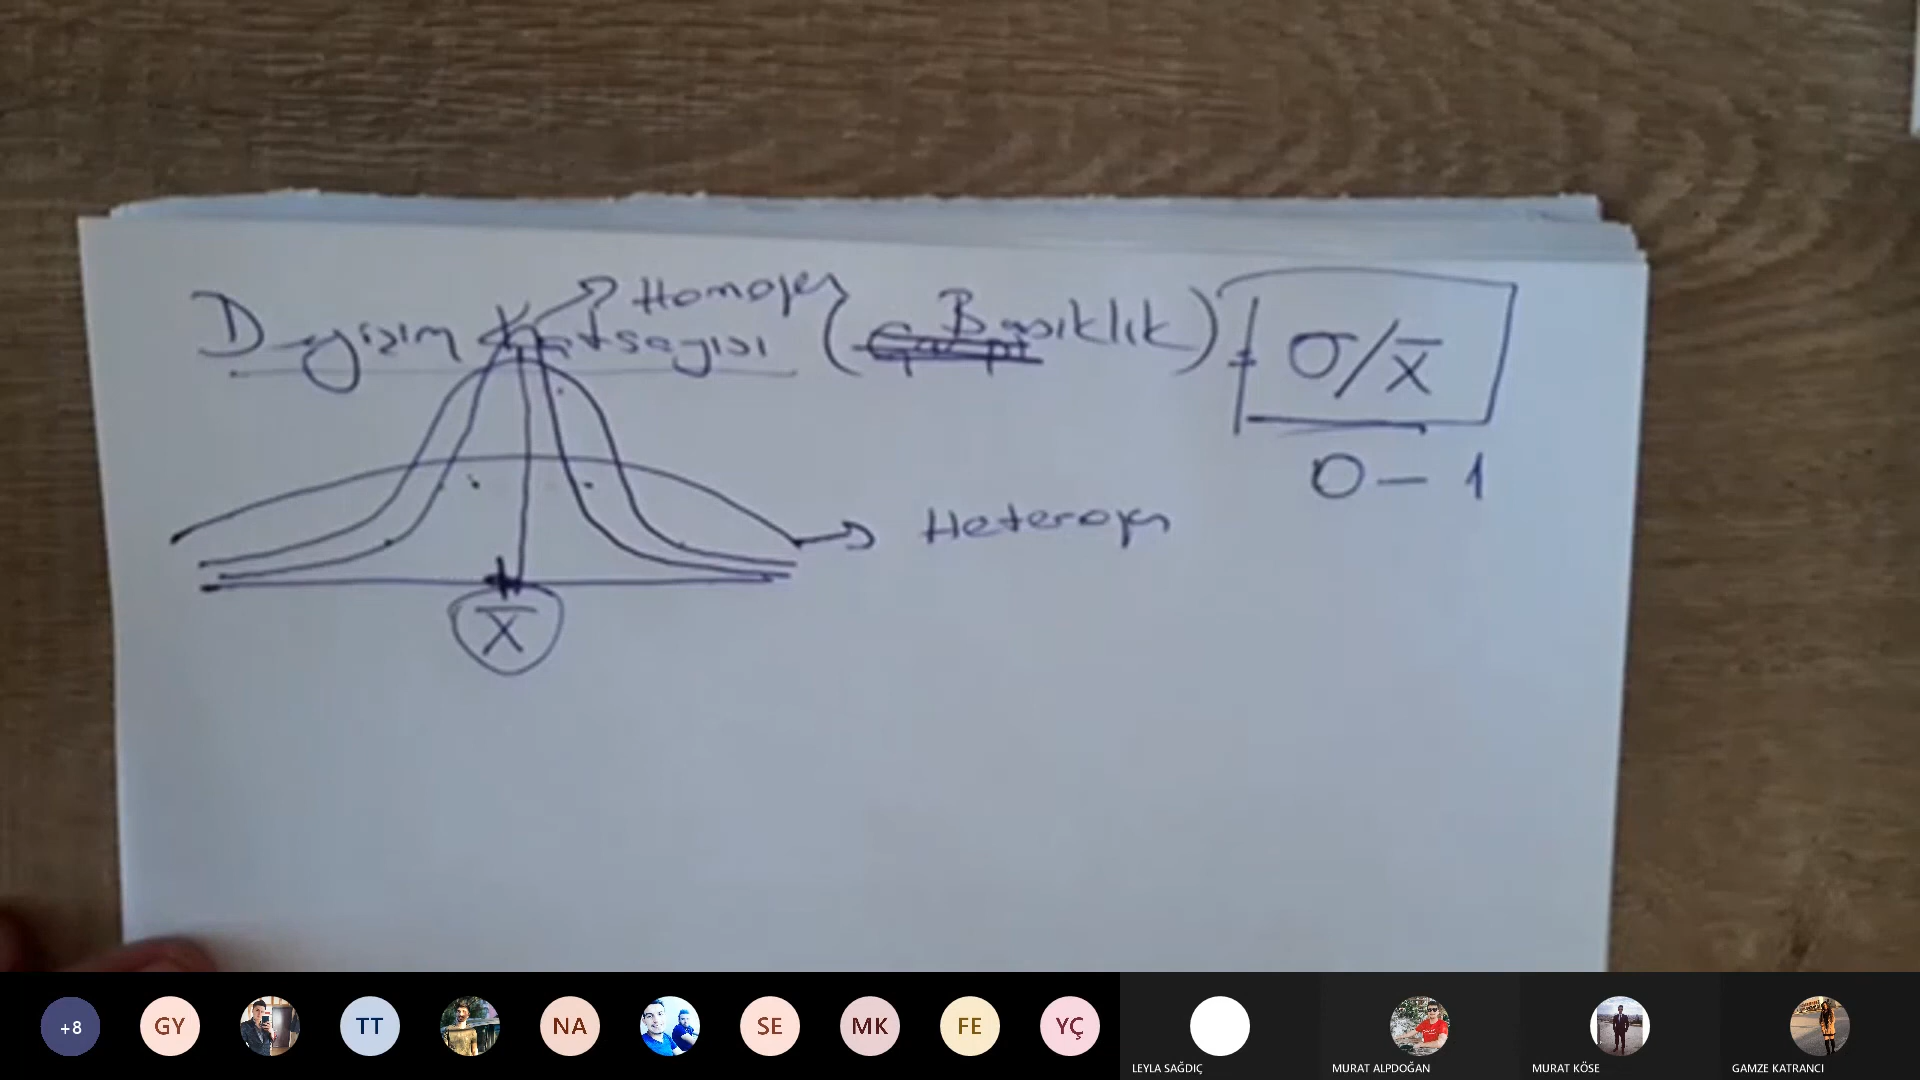 Homojen
Değişim Katsayısı (Basıklık) = σ/x̄
0 — 1
Heterojen
x̄
+8 GY TT NA SE MK FE YÇ
LEYLA SAĞDIÇ MURAT ALPDOĞAN MURAT KÖSE GAMZE KATRANCI